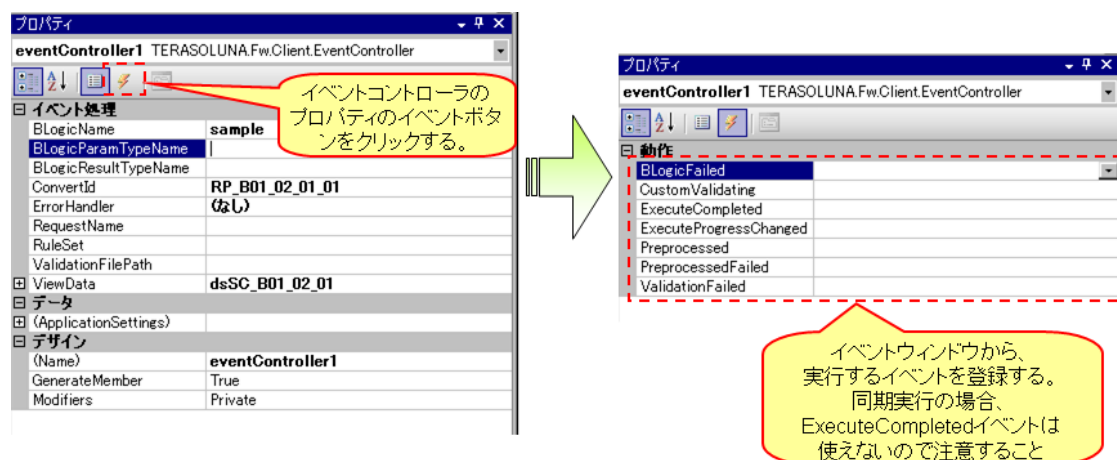 プロパティ
eventController1 TERASOLUNA.Fw.Client.EventController
イベントコントローラの
プロパティのイベントボタ
ンをクリックする。
イベント処理
BLogicName sample
BLogicParamTypeName
BLogicResultTypeName
ConvertId RP_B01_02_01_01
ErrorHandler (なし)
RequestName
RuleSet
ValidationFilePath
ViewData dsSC_B01_02_01
データ
(ApplicationSettings)
デザイン
(Name) eventController1
GenerateMember True
Modifiers Private
プロパティ
eventController1 TERASOLUNA.Fw.Client.EventController
動作
BLogicFailed
CustomValidating
ExecuteCompleted
ExecuteProgressChanged
Preprocessed
PreprocessedFailed
ValidationFailed
イベントウィンドウから、
実行するイベントを登録する。
同期実行の場合、
ExecuteCompletedイベントは
使えないので注意すること